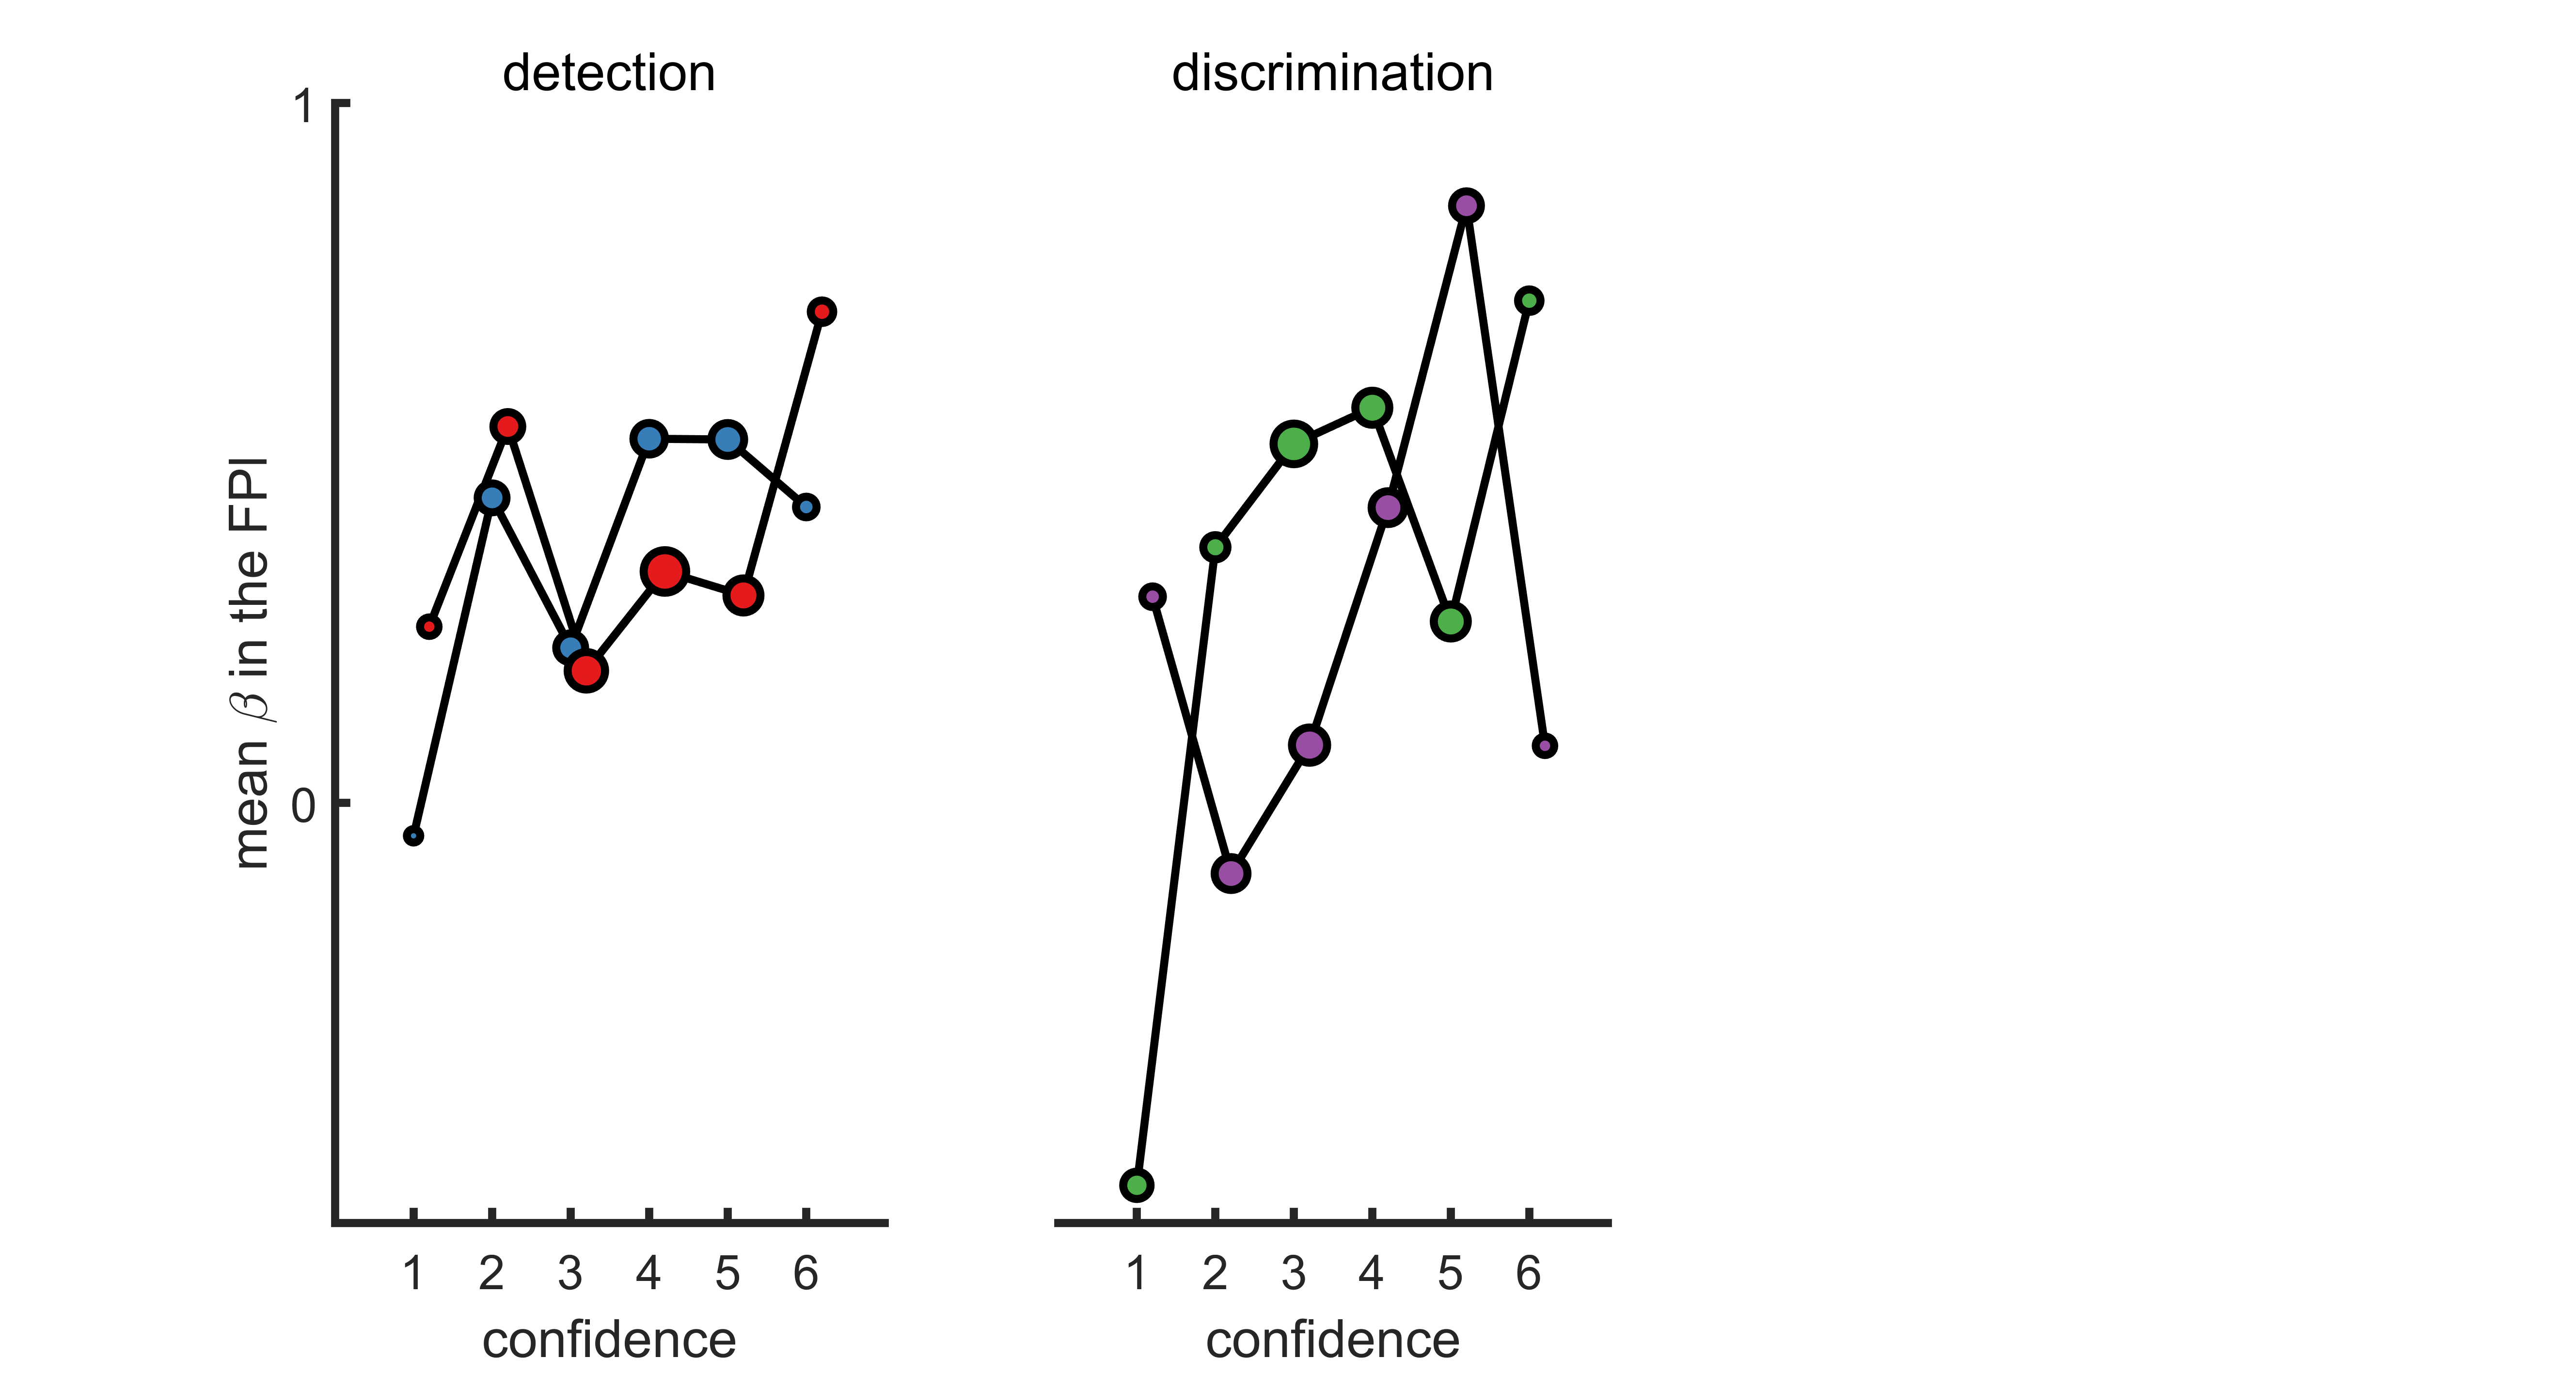 detection
discrimination
1
0
mean β in the FPI
1 2 3 4 5 6
1 2 3 4 5 6
confidence
confidence